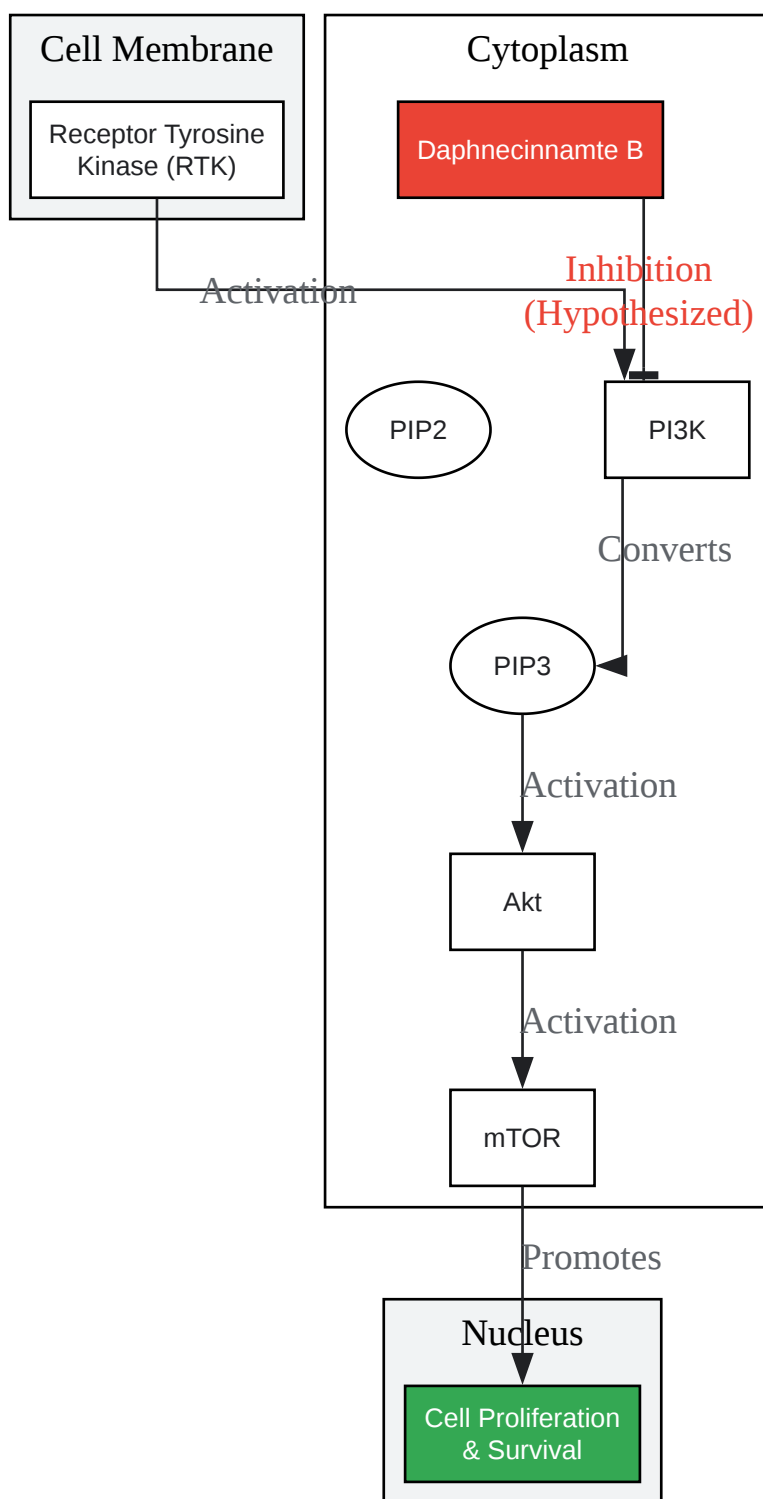 Cell Membrane
Receptor Tyrosine
Kinase (RTK)
Cytoplasm
Daphnecinnamte B
Activation
Inhibition
(Hypothesized)
PIP2
PI3K
Converts
PIP3
Activation
Akt
Activation
mTOR
Promotes
Nucleus
Cell Proliferation
& Survival